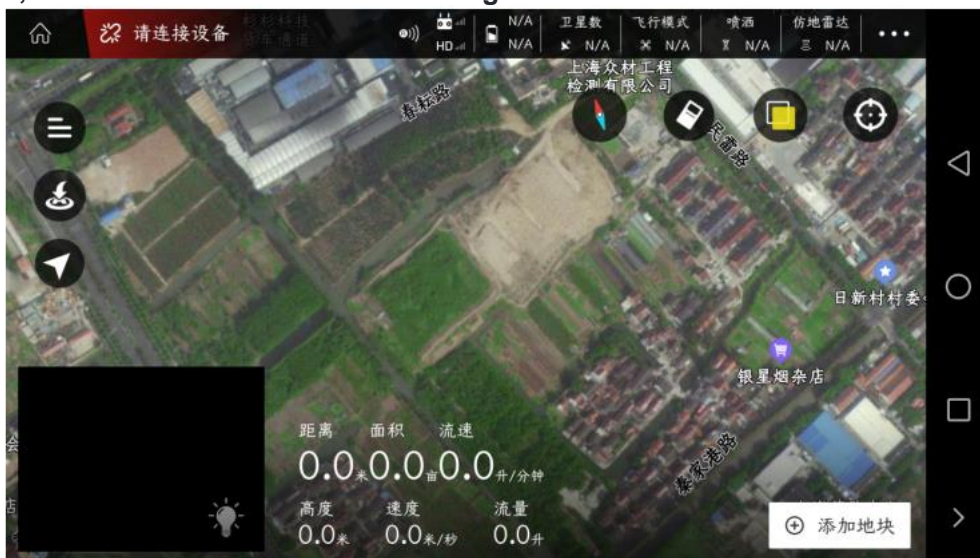 请连接设备
HD
N/A
N/A
卫星数
N/A
飞行模式
N/A
喷洒
N/A
仿地雷达
N/A
上海众材工程
检测有限公司
春耘路
民雷路
日新村村委
银星烟杂店
秦家港路
距离 面积 流速
0.0米 0.0亩 0.0升/分钟
高度 速度 流量
0.0米 0.0米/秒 0.0升
添加地块